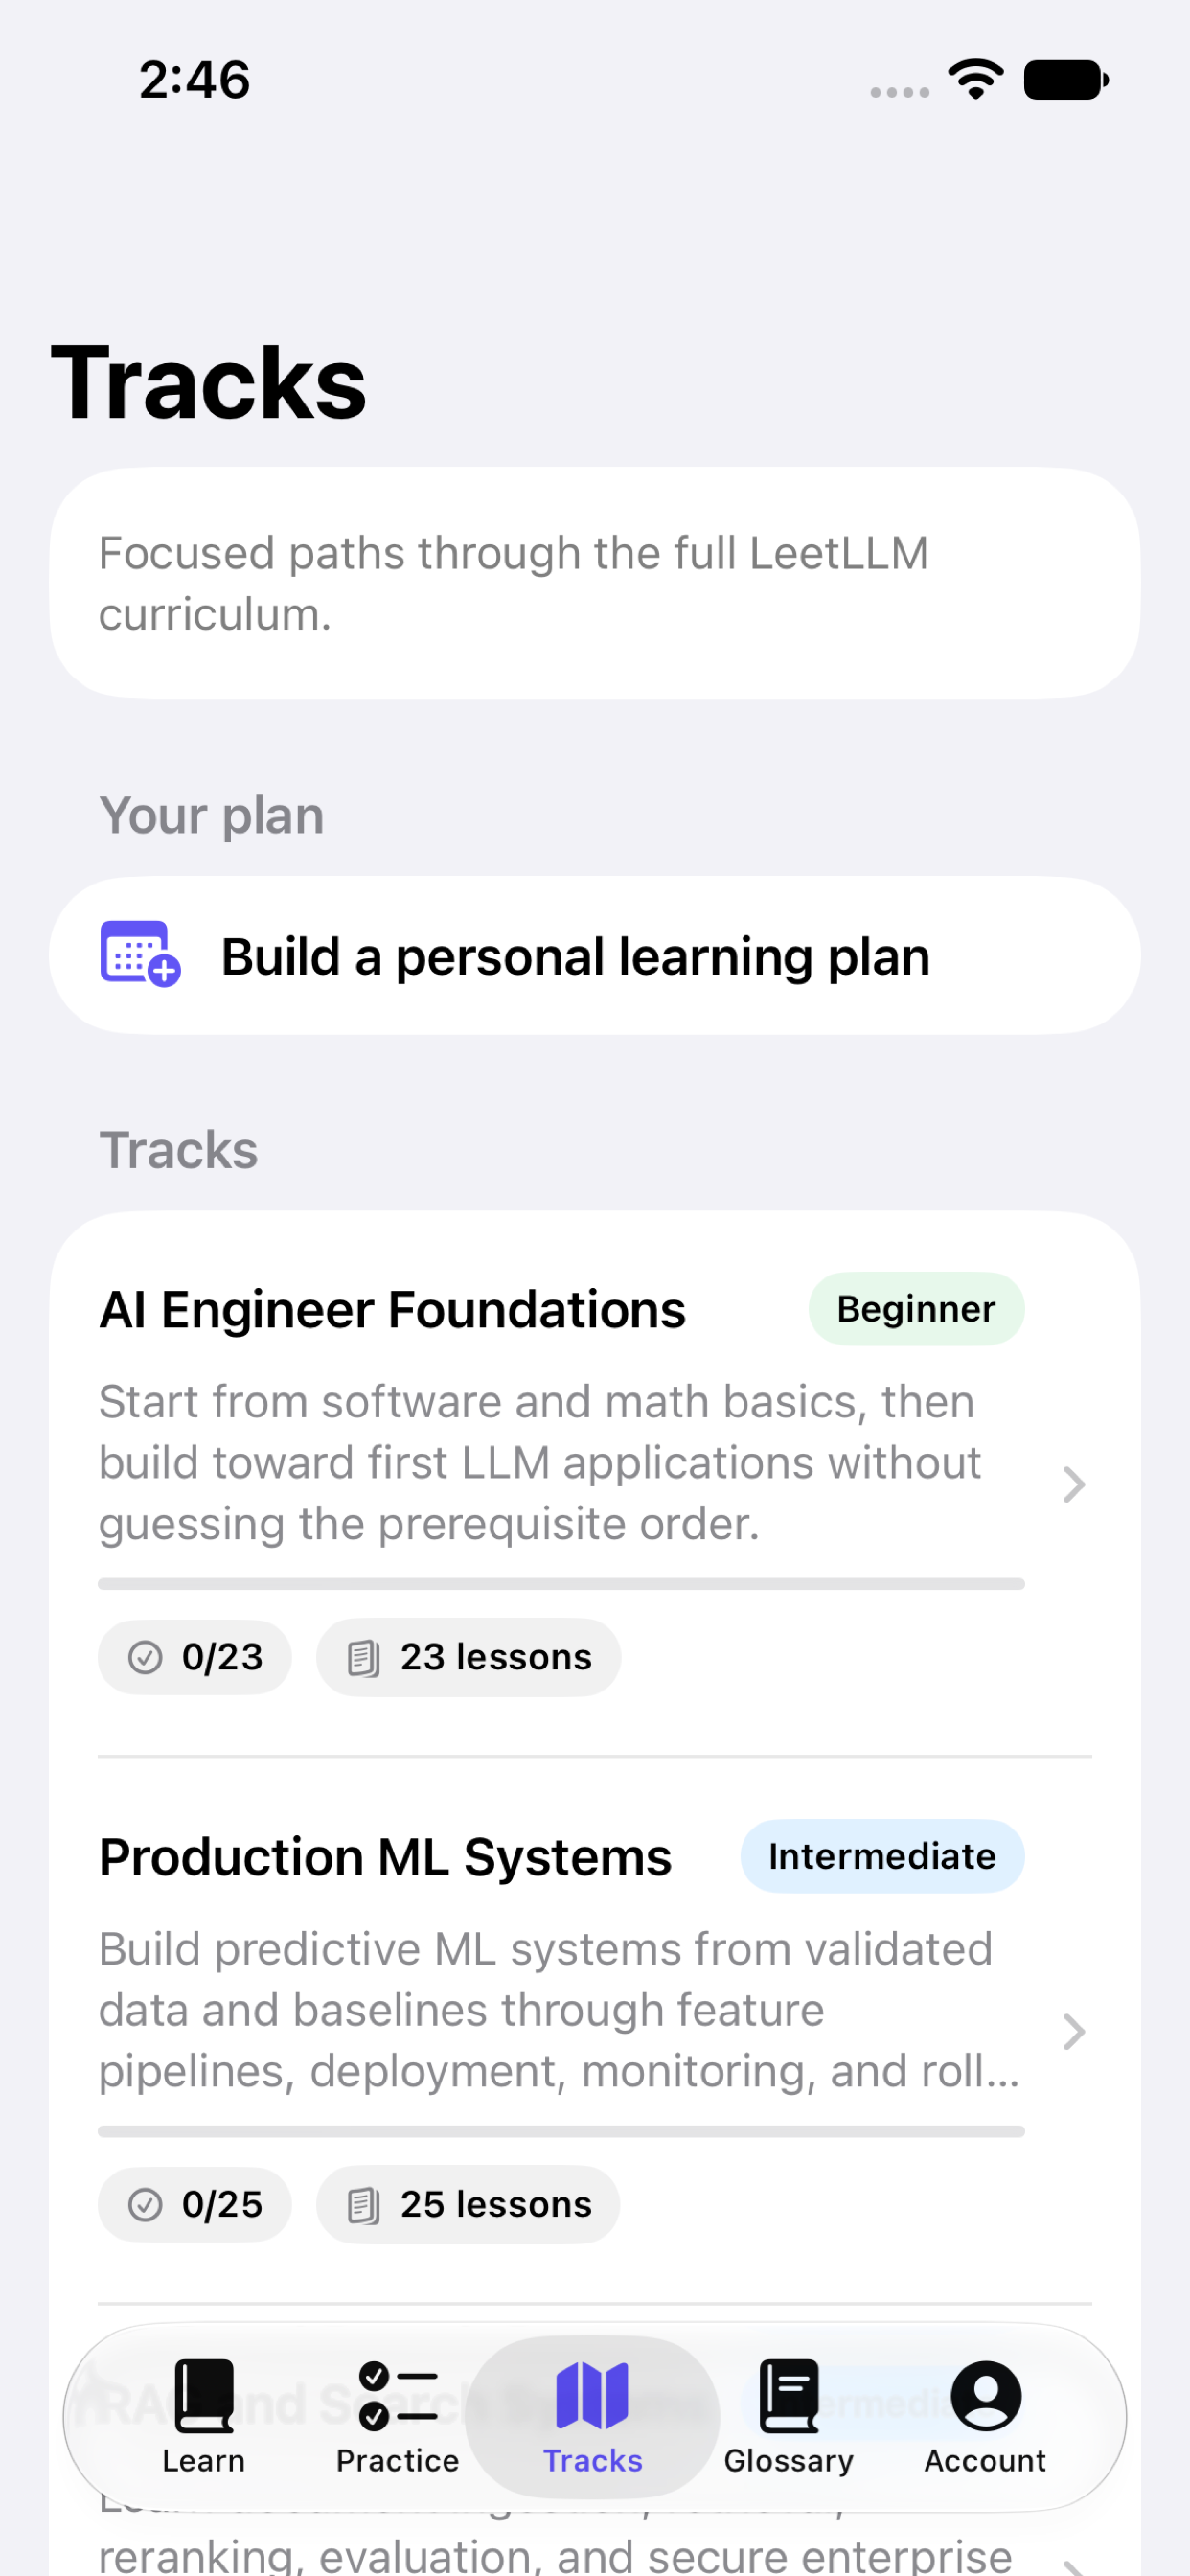 2:46
Tracks
Focused paths through the full LeetLLM
curriculum.
Your plan
Build a personal learning plan
Tracks
AI Engineer Foundations
Beginner
Start from software and math basics, then
build toward first LLM applications without
guessing the prerequisite order.
0/23
23 lessons
Production ML Systems
Intermediate
Build predictive ML systems from validated
data and baselines through feature
pipelines, deployment, monitoring, and roll...
0/25
25 lessons
RAG and Search
Learn
Practice
Tracks
Glossary
Account
reranking, evaluation, and secure enterprise